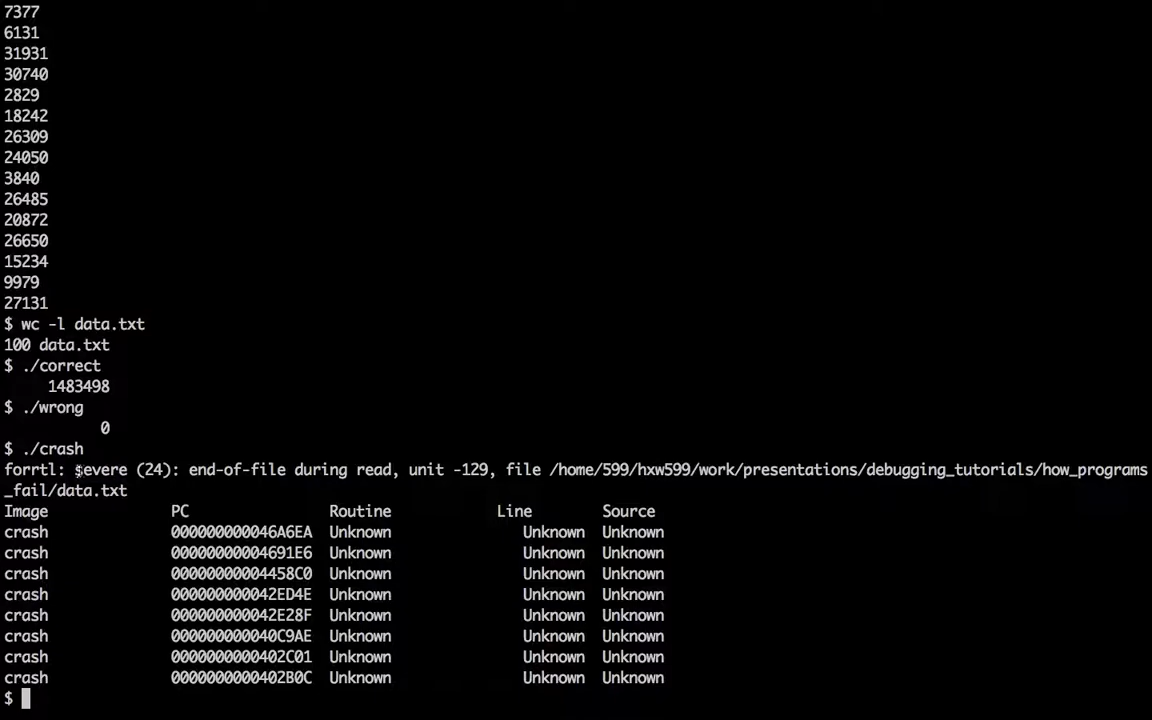 7377
6131
31931
30740
2829
18242
26309
24050
3840
26485
20872
26650
15234
9979
27131
$ wc -l data.txt
100 data.txt
$ ./correct
1483498
$ ./wrong
0
$ ./crash
forrtl: severe (24): end-of-file during read, unit -129, file /home/599/hxw599/work/presentations/debugging_tutorials/how_programs
_fail/data.txt
Image PC Routine Line Source
crash 000000000046A6EA Unknown Unknown Unknown
crash 00000000004691E6 Unknown Unknown Unknown
crash 00000000004458C0 Unknown Unknown Unknown
crash 000000000042ED4E Unknown Unknown Unknown
crash 000000000042E28F Unknown Unknown Unknown
crash 000000000040C9AE Unknown Unknown Unknown
crash 0000000000402C01 Unknown Unknown Unknown
crash 0000000000402B0C Unknown Unknown Unknown
$